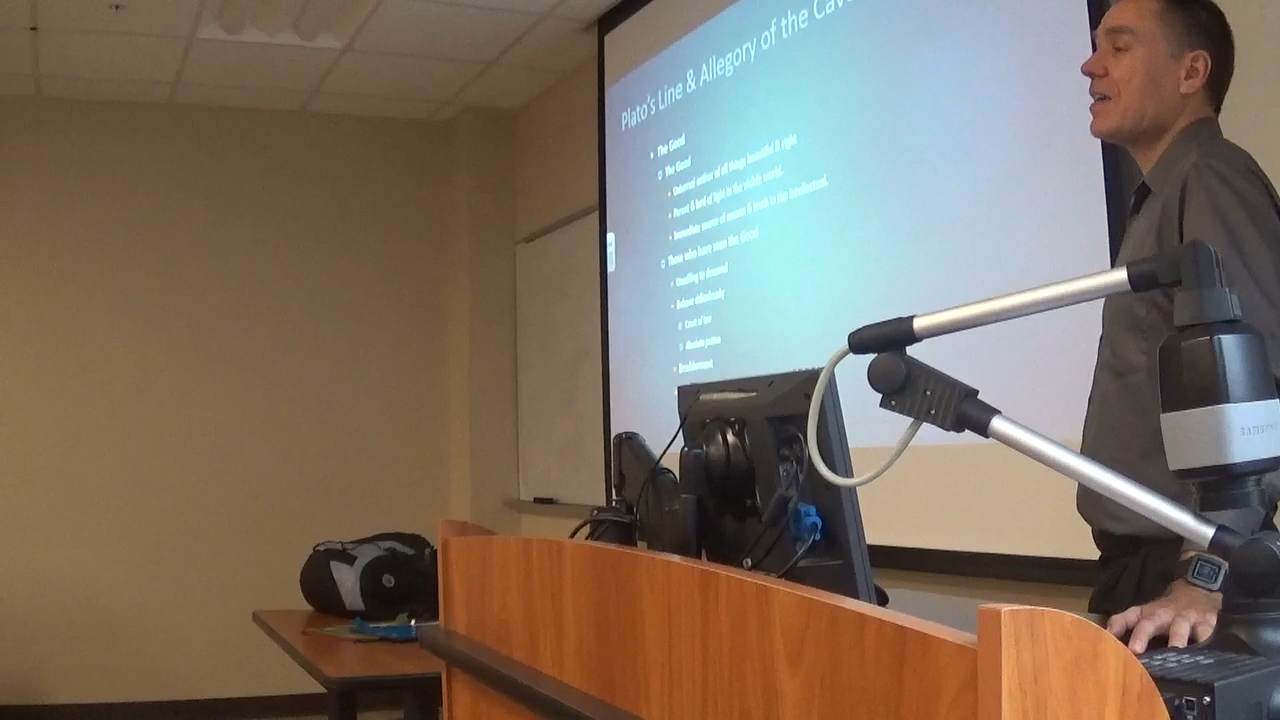 Plato's Line & Allegory of the Cav
The Good
The Good
Universal author of all things beautiful & right
Parent & lord of light in the visible world.
Immediate source of reason & truth in the intellectual.
Those who have seen the Good
Unwilling to descend
Behave ridiculously
Court of law
Absolute justice
Bewilderment
SAMSUNG